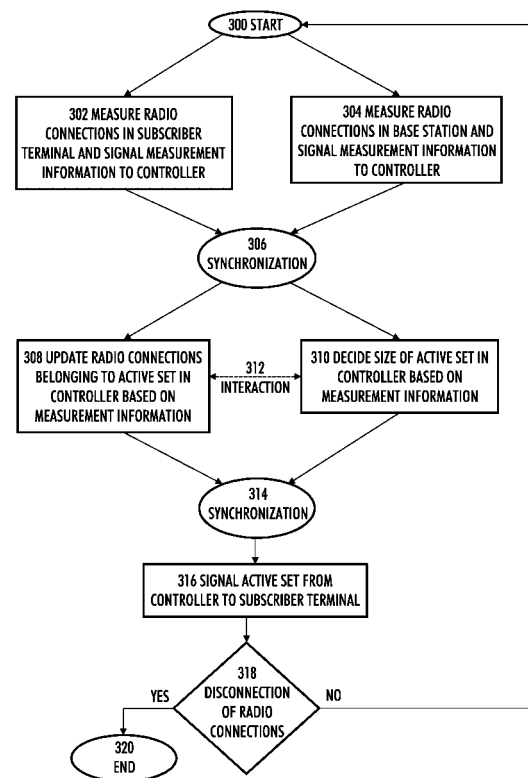 300 START
302 MEASURE RADIO
CONNECTIONS IN SUBSCRIBER
TERMINAL AND SIGNAL MEASUREMENT
INFORMATION TO CONTROLLER
304 MEASURE RADIO
CONNECTIONS IN BASE STATION AND
SIGNAL MEASUREMENT INFORMATION
TO CONTROLLER
306
SYNCHRONIZATION
308 UPDATE RADIO CONNECTIONS
BELONGING TO ACTIVE SET IN
CONTROLLER BASED ON
MEASUREMENT INFORMATION
312
INTERACTION
310 DECIDE SIZE OF ACTIVE SET IN
CONTROLLER BASED ON
MEASUREMENT INFORMATION
314
SYNCHRONIZATION
316 SIGNAL ACTIVE SET FROM
CONTROLLER TO SUBSCRIBER TERMINAL
318
DISCONNECTION
OF RADIO
CONNECTIONS
YES
NO
320
END